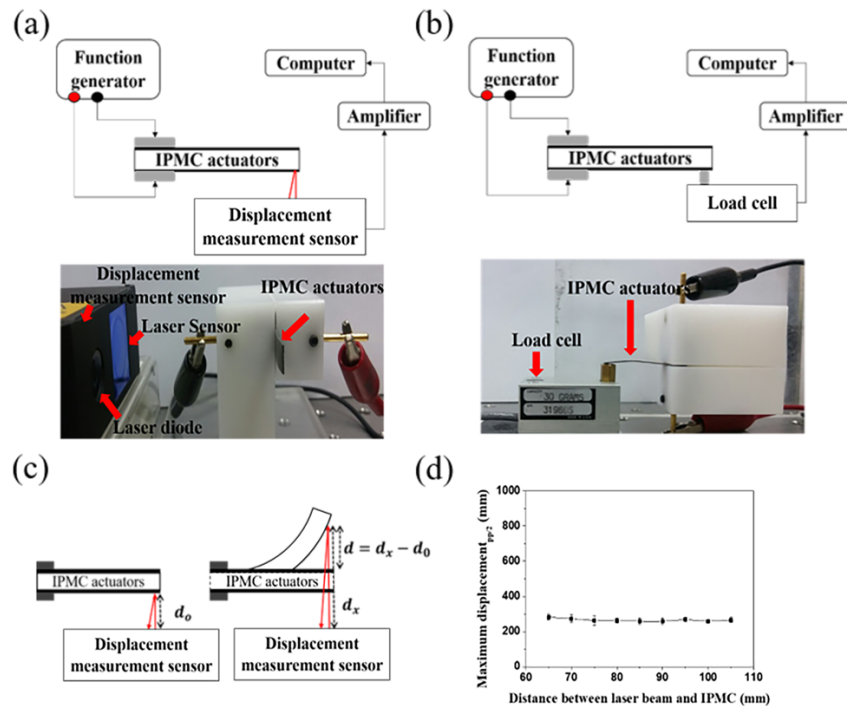 (a)
Function
generator
Computer
Amplifier
IPMC actuators
Displacement
measurement sensor
Displacement
measurement sensor
IPMC actuators
Laser Sensor
Laser diode
(b)
Function
generator
Computer
Amplifier
IPMC actuators
Load cell
IPMC actuators
Load cell
30 GRAMS
(c)
IPMC actuators
dₒ
Displacement
measurement sensor
d = dₓ − d₀
IPMC actuators
dₓ
Displacement
measurement sensor
(d)
Maximum displacement pp/2 (mm)
1000
800
600
400
200
0
60 70 80 90 100 110
Distance between laser beam and IPMC (mm)